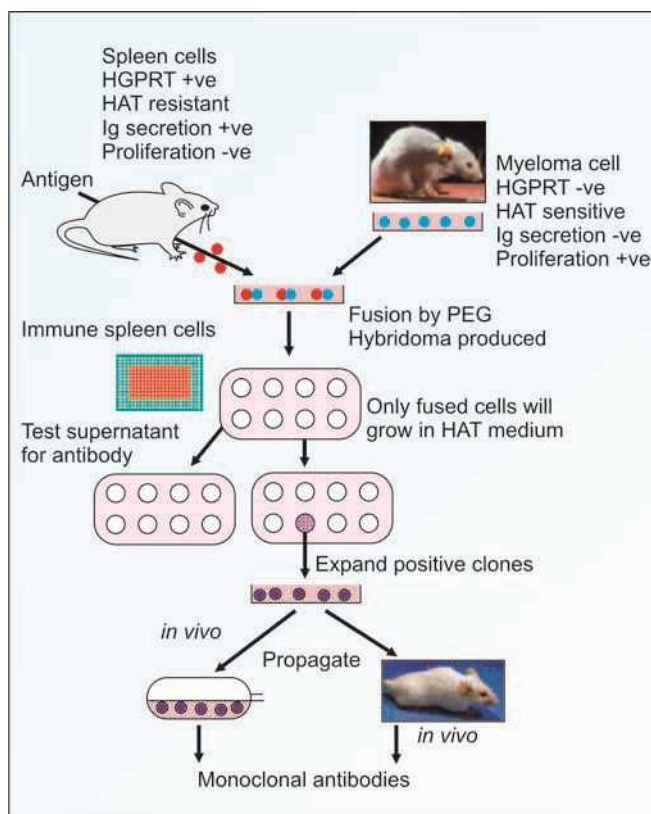 Spleen cells
HGPRT +ve
HAT resistant
Ig secretion +ve
Proliferation -ve
Antigen
Myeloma cell
HGPRT -ve
HAT sensitive
Ig secretion -ve
Proliferation +ve
Fusion by PEG
Hybridoma produced
Immune spleen cells
Only fused cells will
grow in HAT medium
Test supernatant
for antibody
Expand positive clones
in vivo
Propagate
in vivo
Monoclonal antibodies